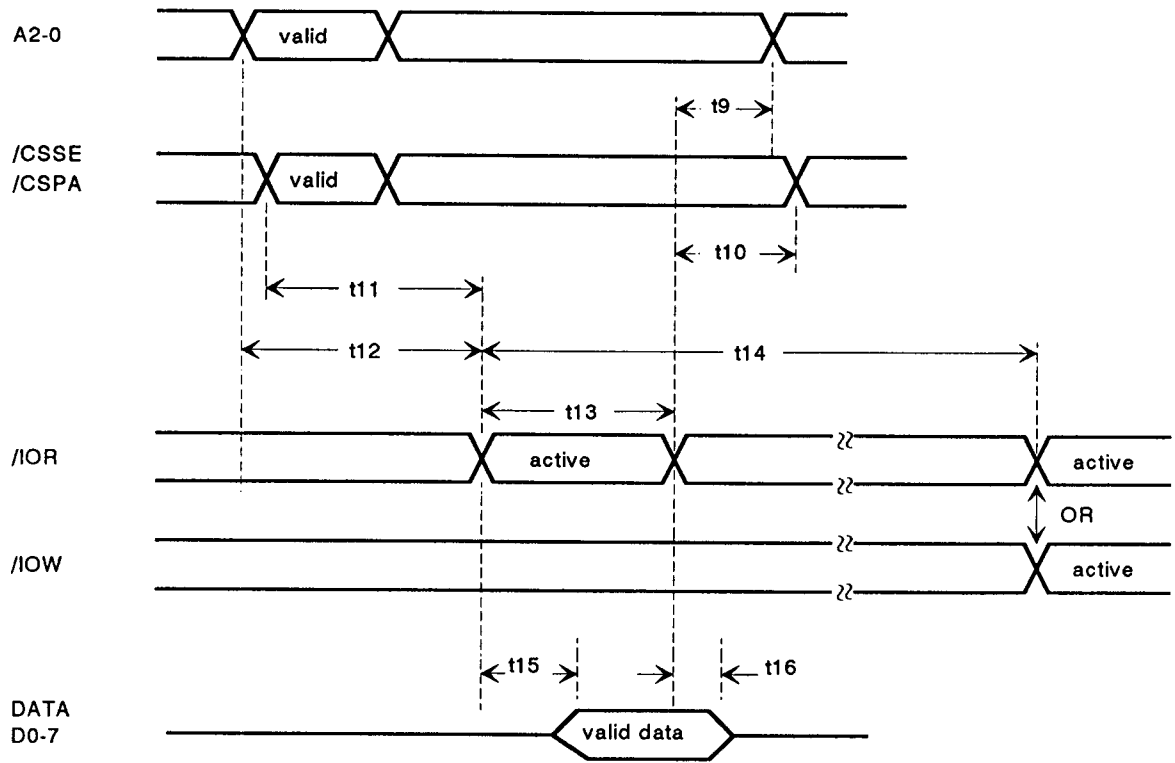 A2-0
valid
t9
/CSSE
/CSPA
valid
t10
t11
t12
t14
t13
/IOR
active
active
OR
/IOW
active
t15
t16
DATA
D0-7
valid data